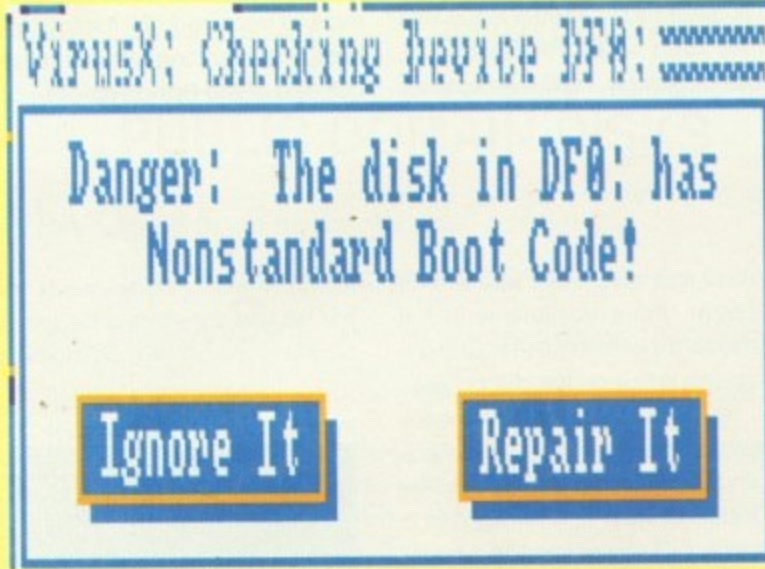 VirusX: Checking Device DF0:
Danger: The disk in DF0: has
Nonstandard Boot Code!
Ignore It
Repair It